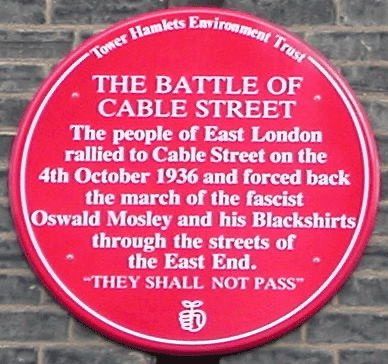 Tower Hamlets Environment Trust
THE BATTLE OF
CABLE STREET
The people of East London
rallied to Cable Street on the
4th October 1936 and forced back
the march of the fascist
Oswald Mosley and his Blackshirts
through the streets of
the East End.
"THEY SHALL NOT PASS"